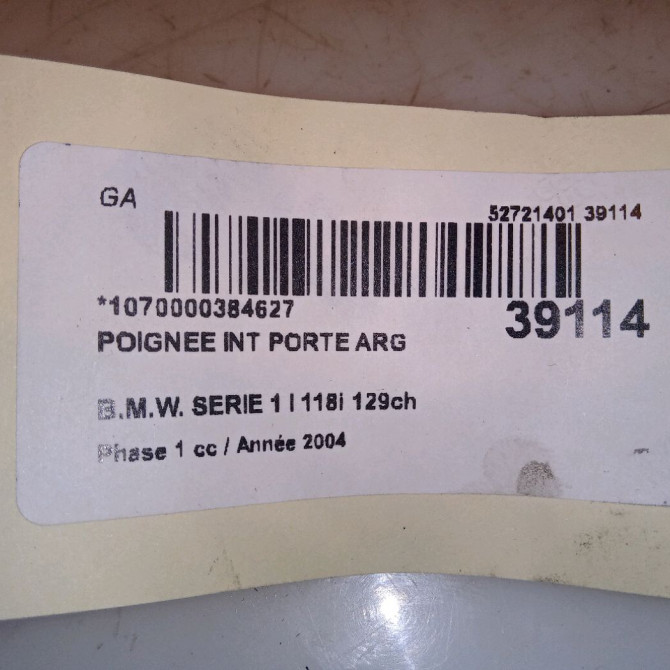 GA
52721401 39114
*1070000384627
39114
POIGNEE INT PORTE ARG
B.M.W. SERIE 1 I 118i 129ch
Phase 1 cc / Année 2004